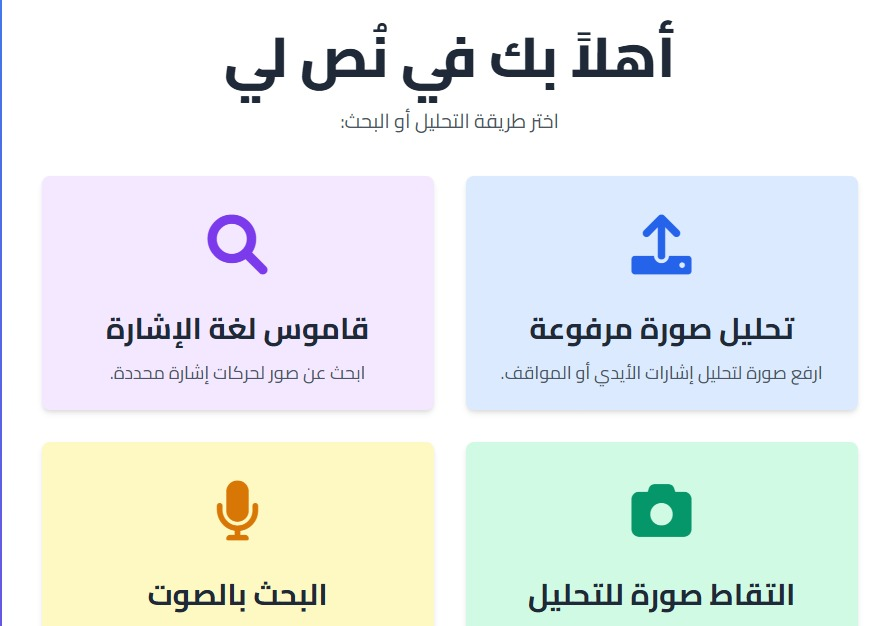 أهلاً بك في نُص لي
اختر طريقة التحليل أو البحث:
تحليل صورة مرفوعة
ارفع صورة لتحليل إشارات الأيدي أو المواقف.
قاموس لغة الإشارة
ابحث عن صور لحركات إشارة محددة.
التقاط صورة للتحليل
البحث بالصوت